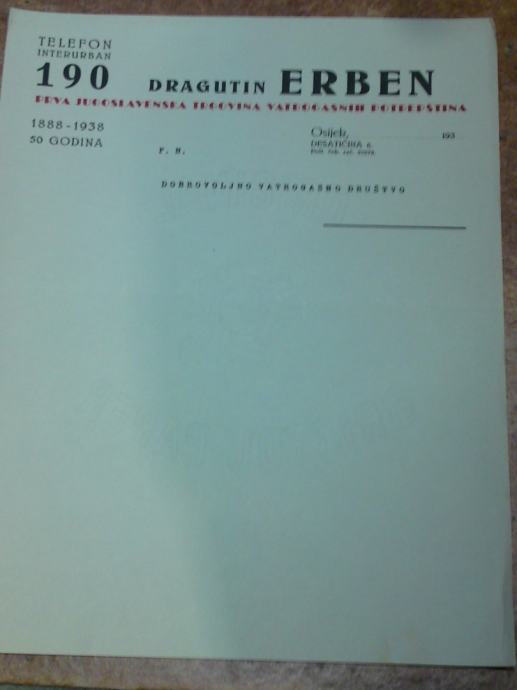 TELEFON
INTERURBAN
190
DRAGUTIN ERBEN
PRVA JUGOSLAVENSKA TRGOVINA VATROGASNIH POTREPŠTINA
1888-1938
50 GODINA
Osijek, 193
DESATIČINA 6.
P. N.
DOBROVOLJNO VATROGASNO DRUŠTVO